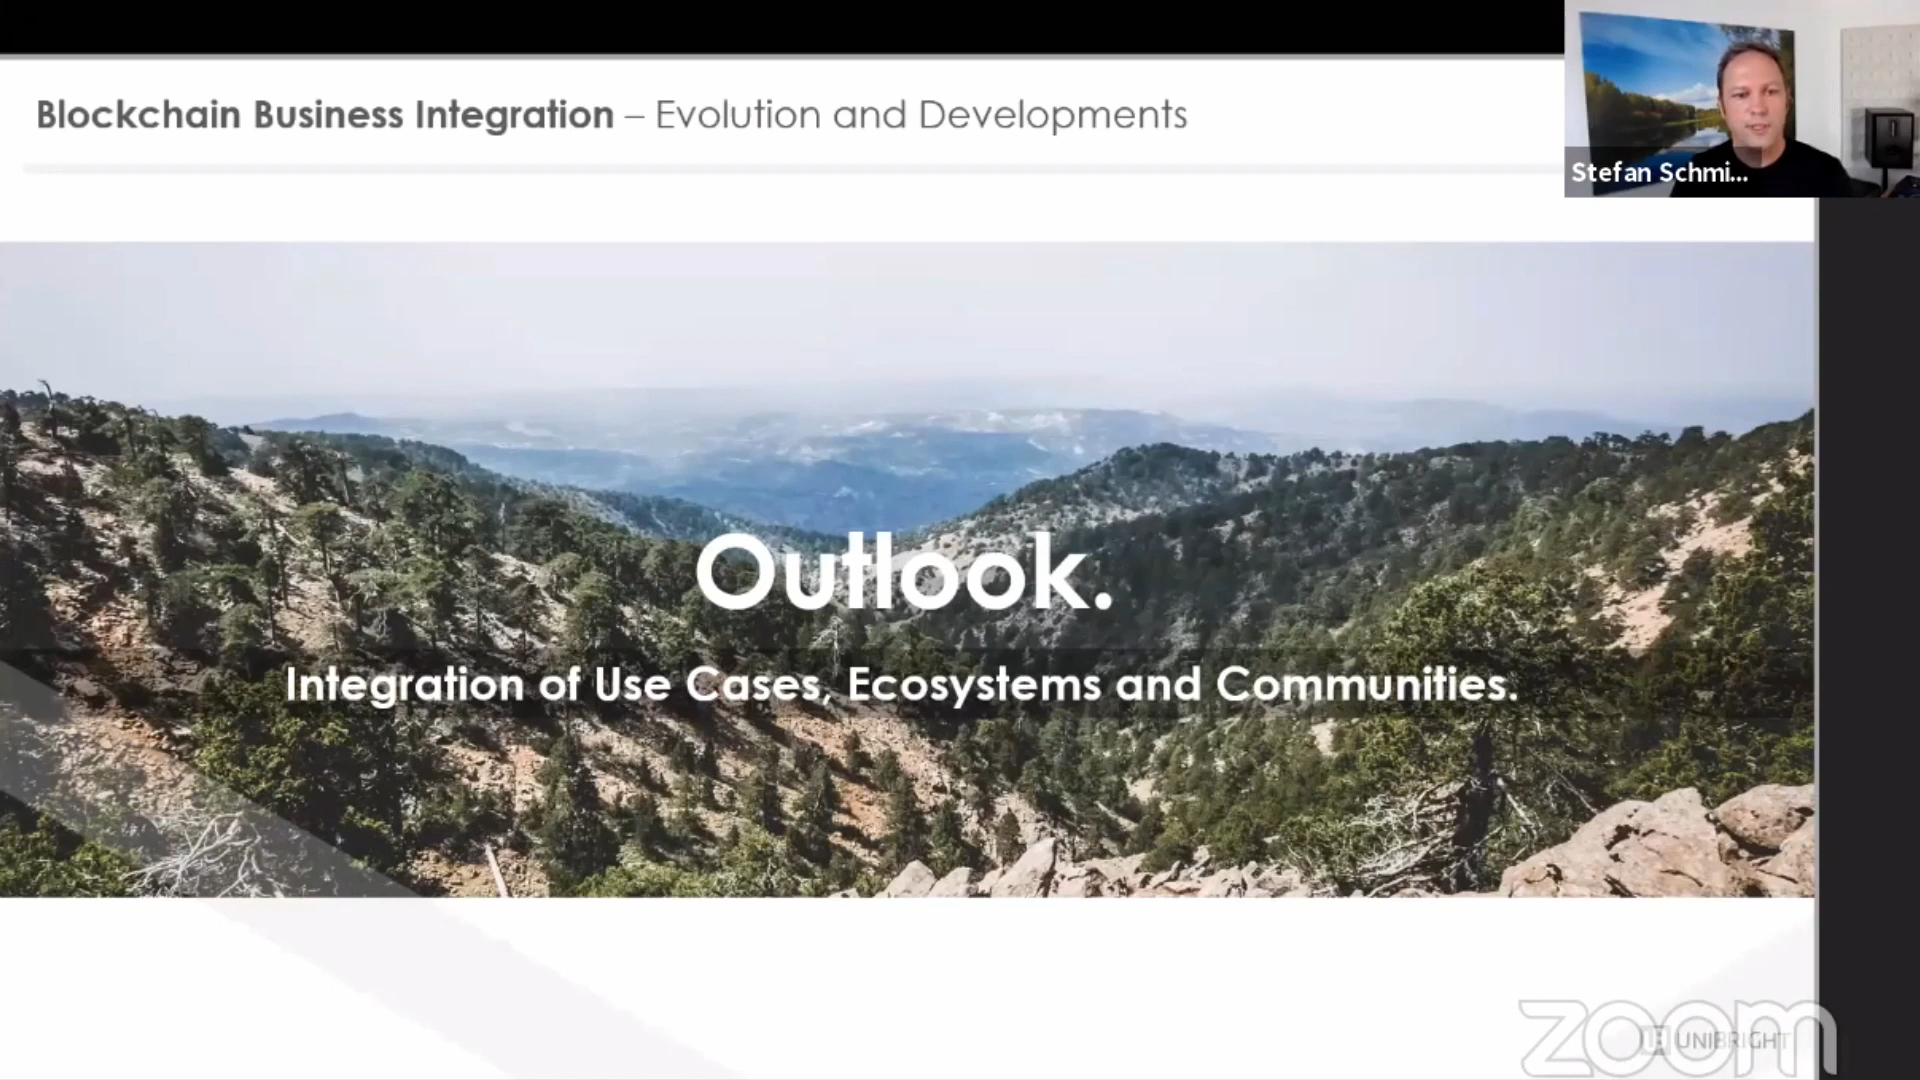 Blockchain Business Integration – Evolution and Developments
Stefan Schmi...
Outlook.
Integration of Use Cases, Ecosystems and Communities.
zoom
UNIBRIGHT